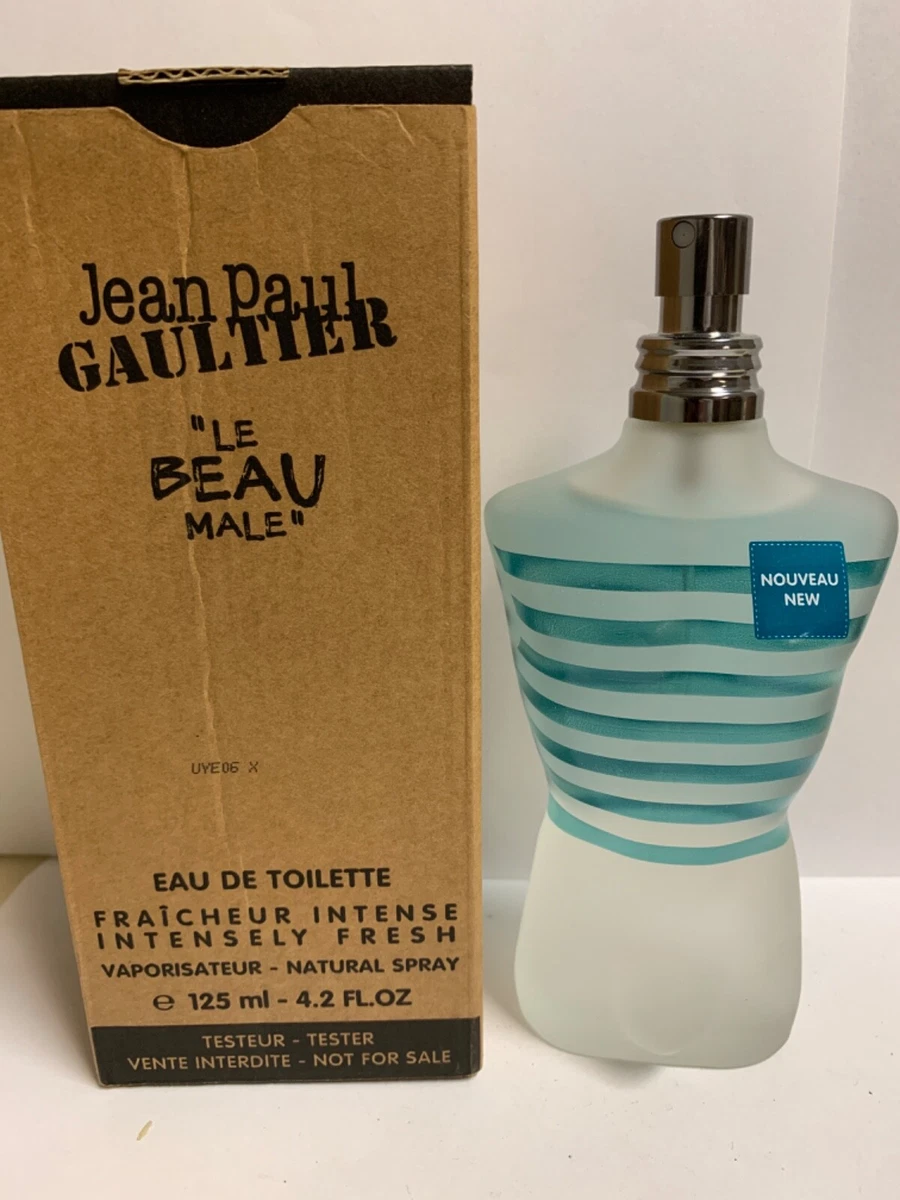 Jean Paul
GAULTIER
"LE
BEAU
MALE"
UYE06 X
EAU DE TOILETTE
FRAÎCHEUR INTENSE
INTENSELY FRESH
VAPORISATEUR - NATURAL SPRAY
e 125 ml - 4.2 FL.OZ
TESTEUR - TESTER
VENTE INTERDITE - NOT FOR SALE
NOUVEAU
NEW